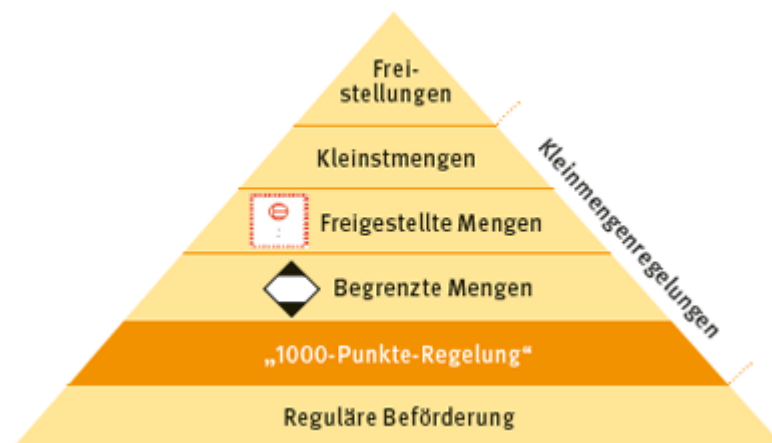 Frei-
stellungen
Kleinstmengen
Freigestellte Mengen
Begrenzte Mengen
„1000-Punkte-Regelung“
Reguläre Beförderung
Kleinmengenregelungen